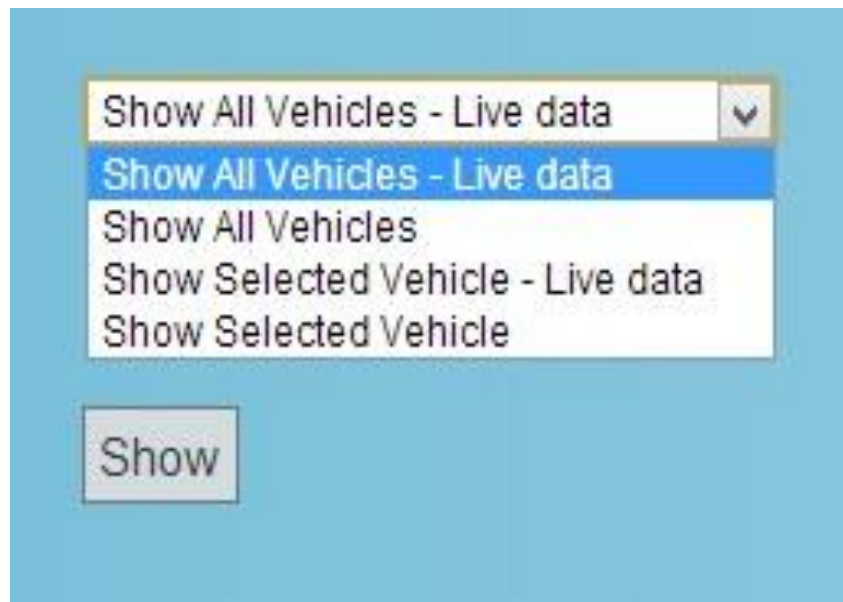 Show All Vehicles - Live data
Show All Vehicles - Live data
Show All Vehicles
Show Selected Vehicle - Live data
Show Selected Vehicle
Show